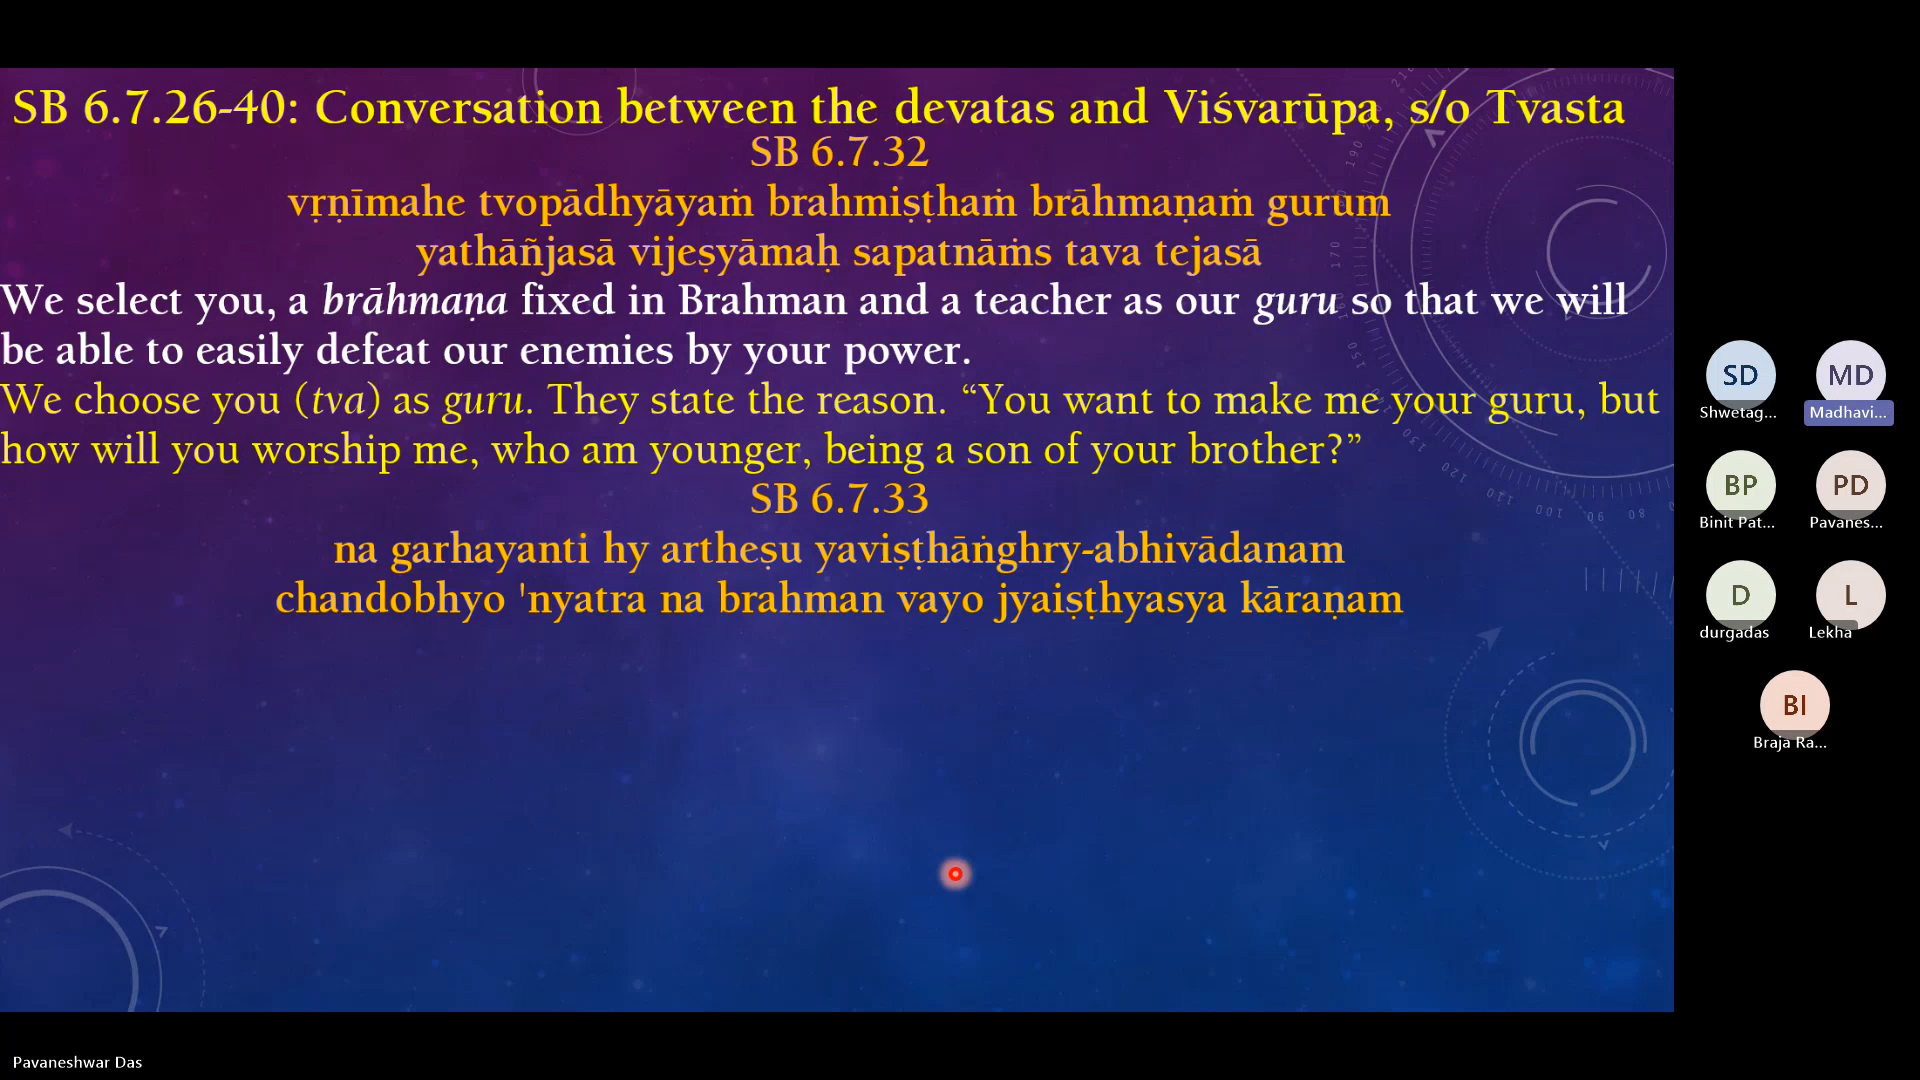 SB 6.7.26-40: Conversation between the devatas and Viśvarūpa, s/o Tvasta
SB 6.7.32
vṛṇīmahe tvopādhyāyaṁ brahmiṣṭhaṁ brāhmaṇaṁ gurum
yathāñjasā vijeṣyāmaḥ sapatnāṁs tava tejasā
We select you, a brāhmaṇa fixed in Brahman and a teacher as our guru so that we will
be able to easily defeat our enemies by your power.
We choose you (tva) as guru. They state the reason. “You want to make me your guru, but
how will you worship me, who am younger, being a son of your brother?”
SB 6.7.33
na garhayanti hy artheṣu yaviṣṭhāṅghry-abhivādanam
chandobhyo 'nyatra na brahman vayo jyaiṣṭhyasya kāraṇam
SD
MD
Shwetag...
Madhavi...
BP
PD
Binit Pat...
Pavanes...
D
L
durgadas
Lekha
BI
Braja Ra...
Pavaneshwar Das